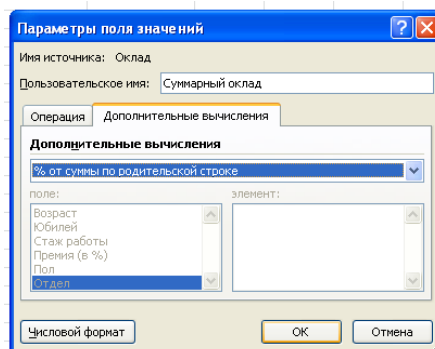 Параметры поля значений
Имя источника: Оклад
Пользовательское имя: Суммарный оклад
Операция Дополнительные вычисления
Дополнительные вычисления
% от суммы по родительской строке
поле: элемент:
Возраст
Юбилей
Стаж работы
Премия (в %)
Пол
Отдел
Числовой формат ОК Отмена